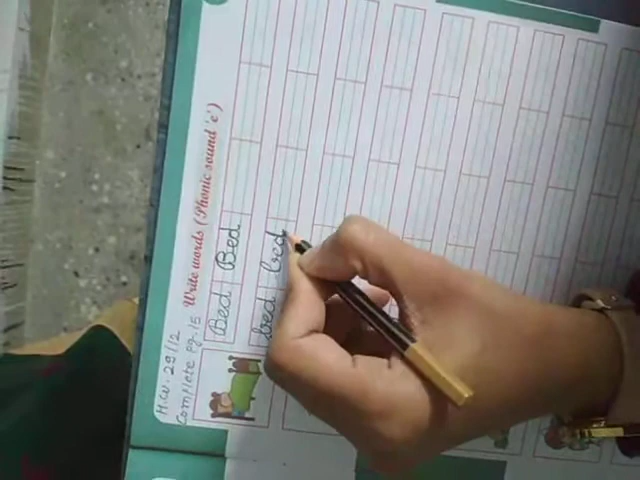 H.W. 29/12
Complete pg. 15
Write words (Phonic sound 'e')
Bed Bed
bed bed